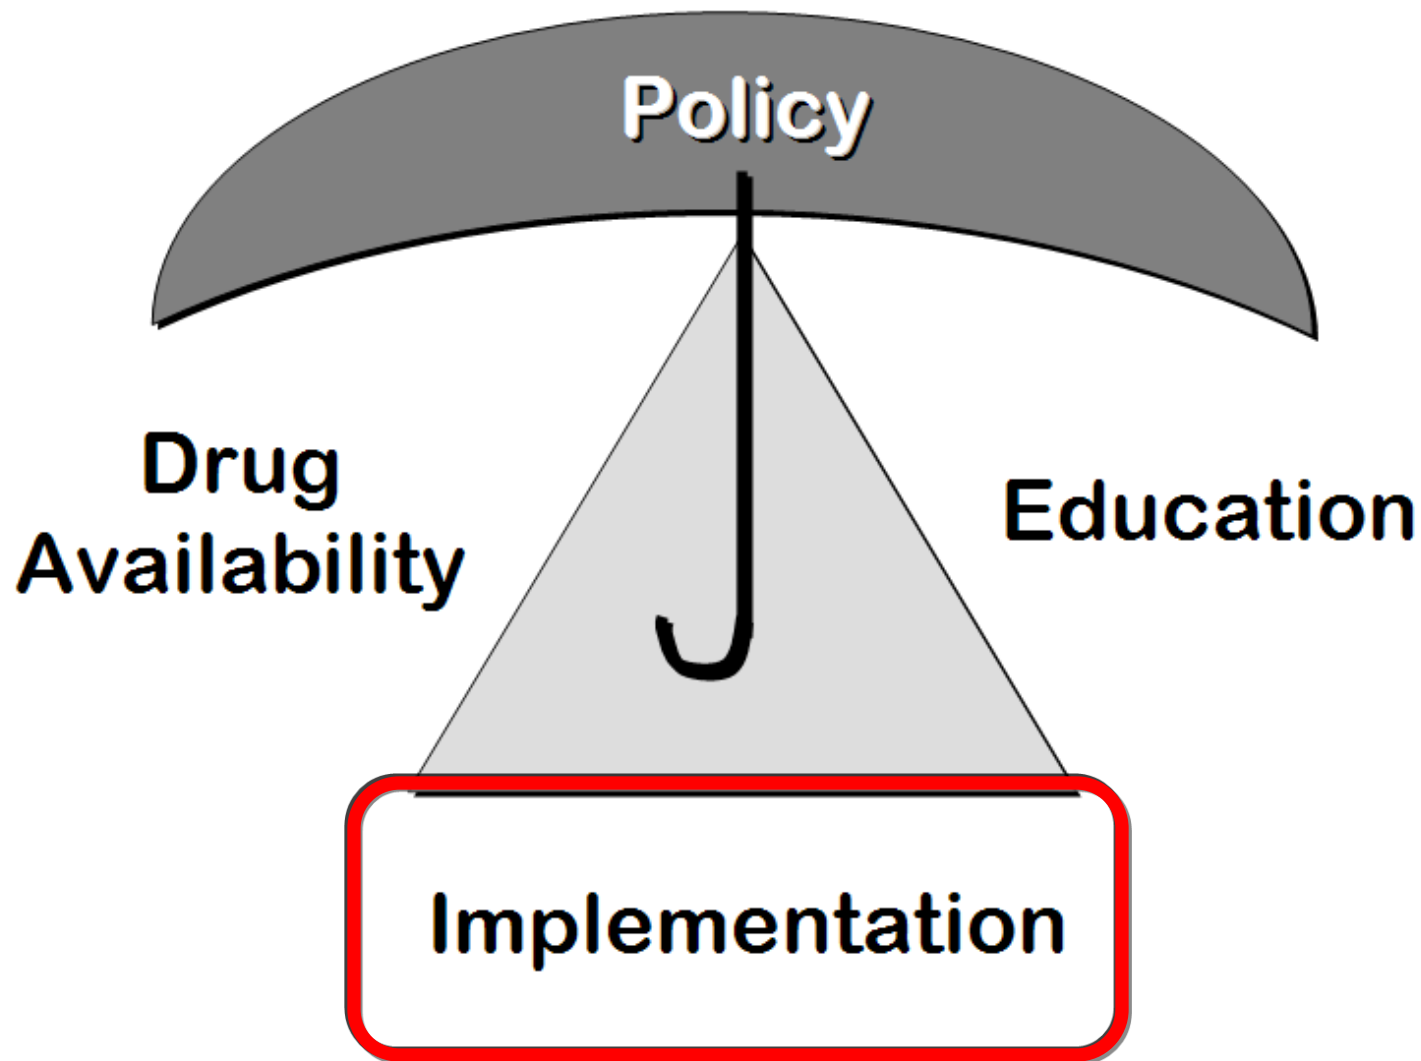 Policy
Drug
Availability
Education
Implementation